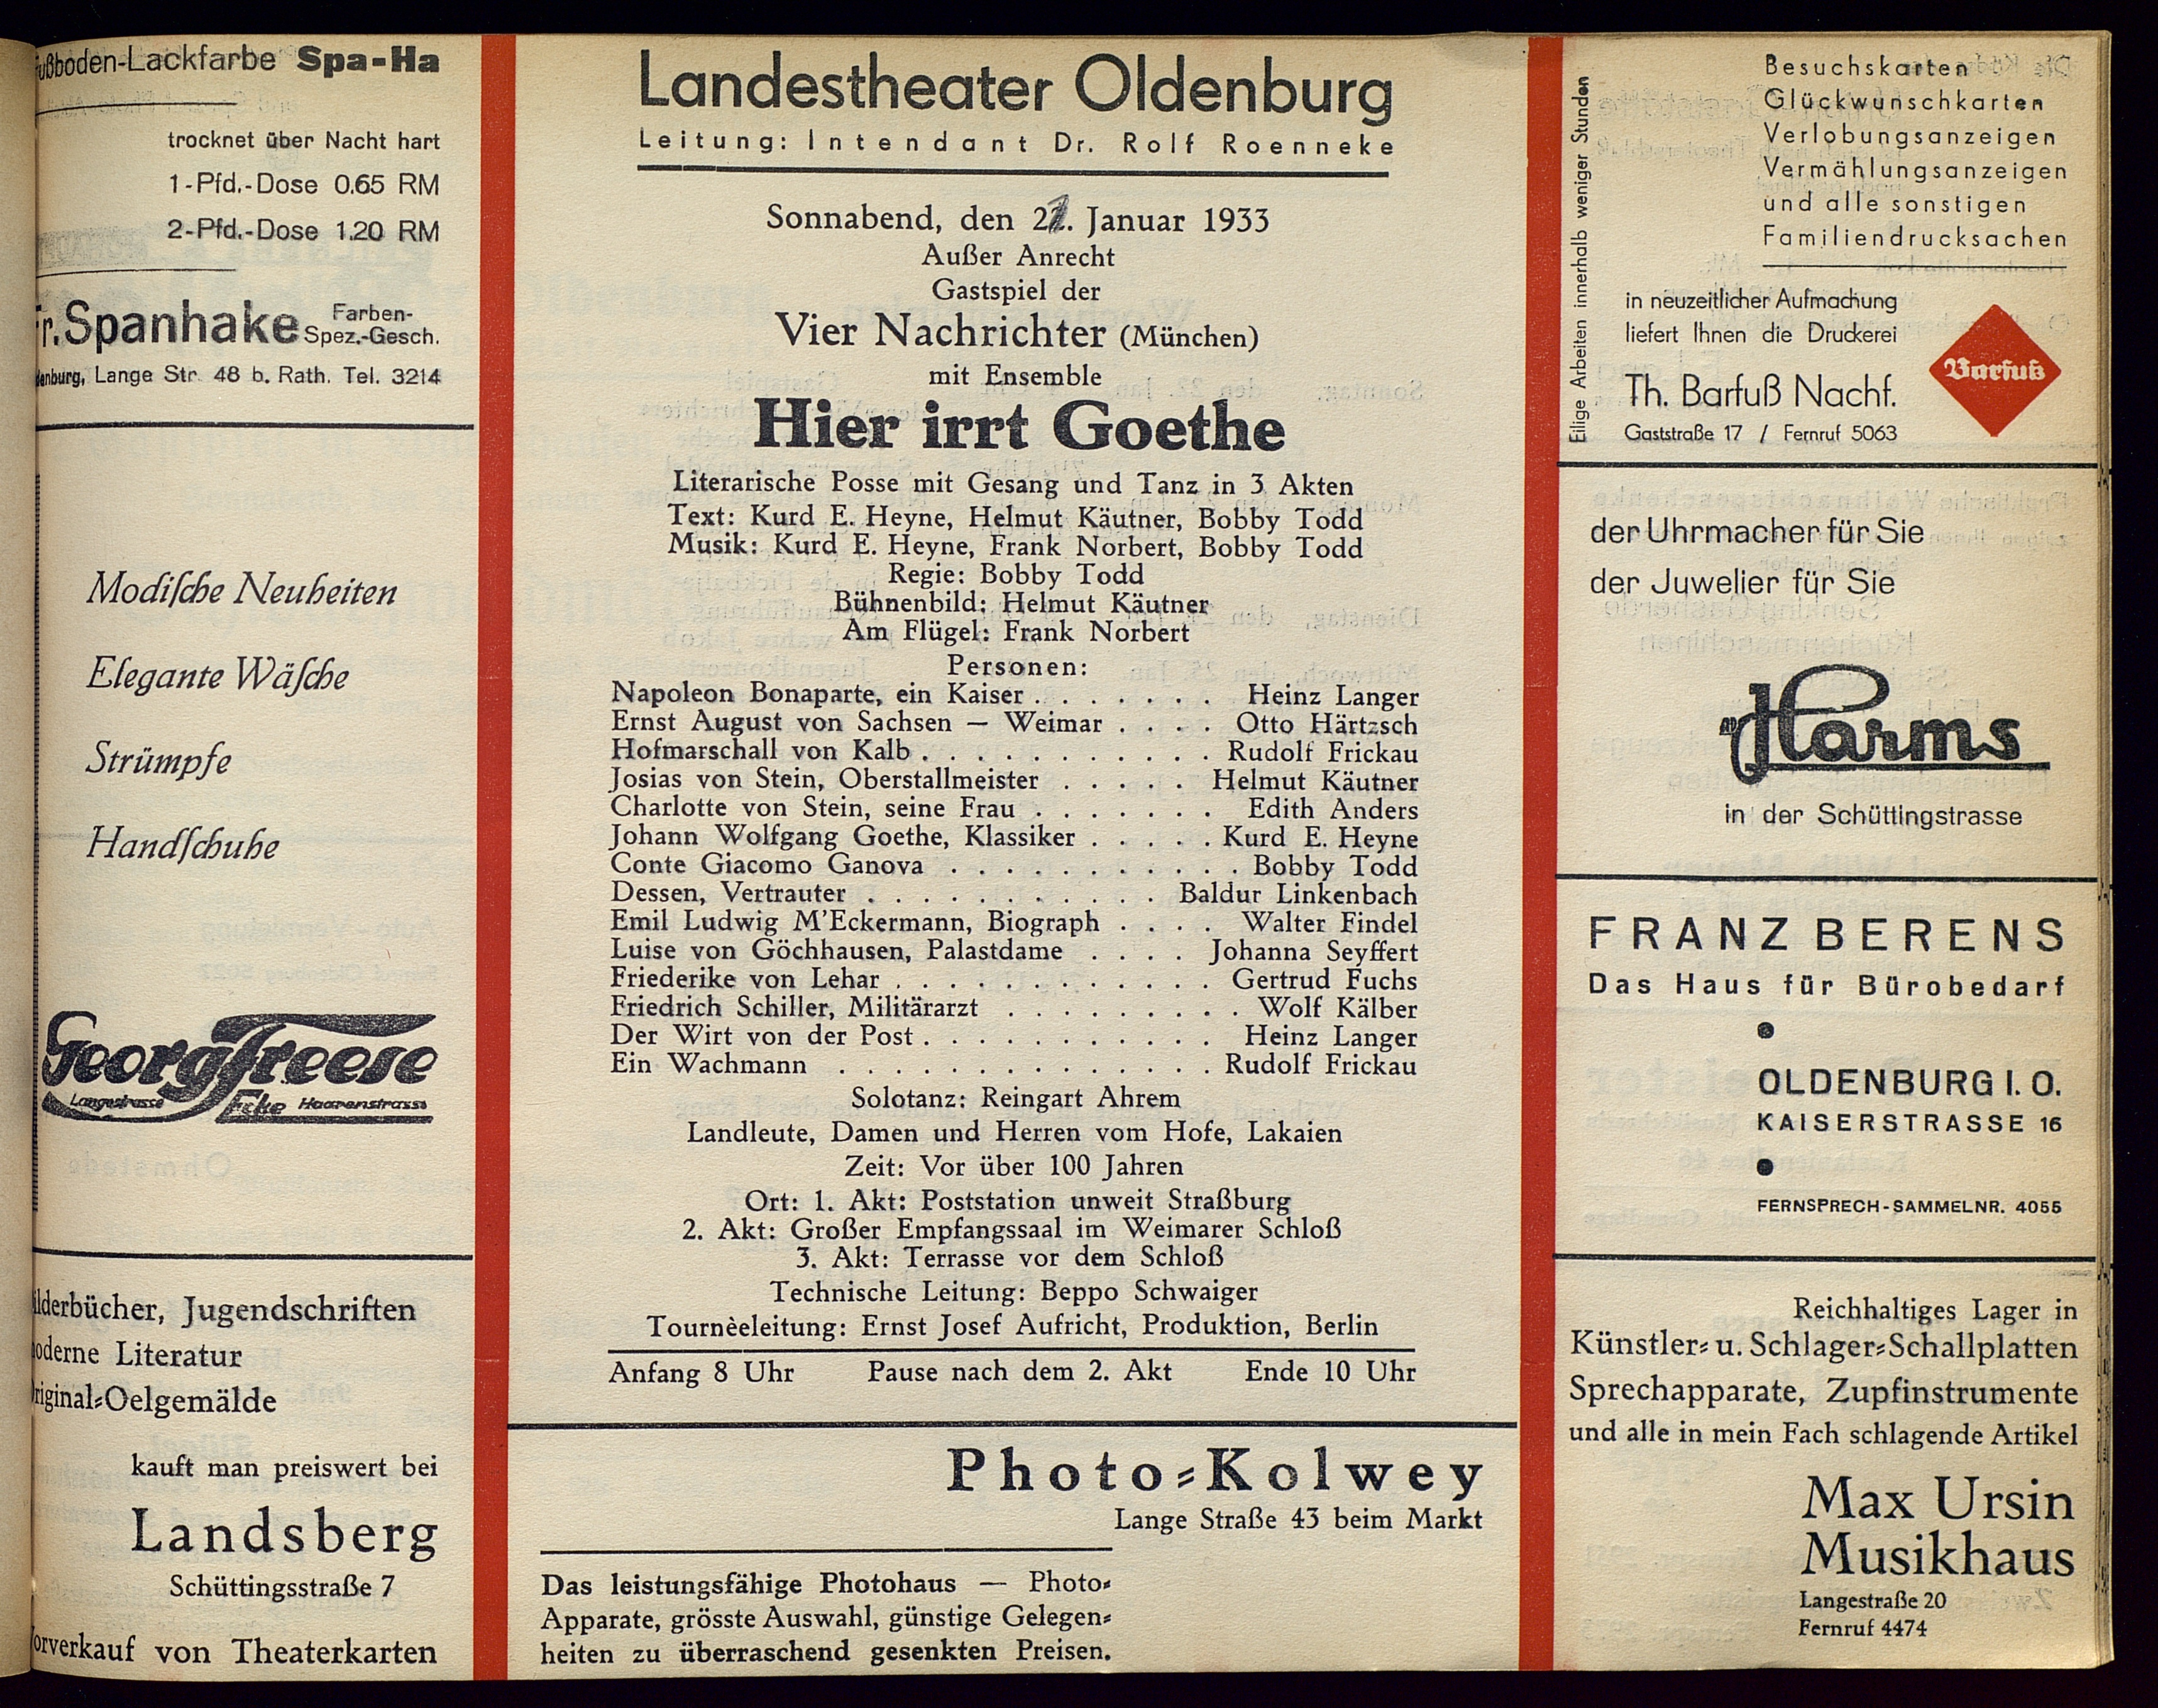 ußboden-Lackfarbe Spa-Ha
trocknet über Nacht hart
1-Pfd.-Dose 0.65 RM
2-Pfd.-Dose 1.20 RM
Fr. Spanhake Farben-
Spez.-Gesch.
denburg, Lange Str. 48 b. Rath. Tel. 3214
Modische Neuheiten
Elegante Wäsche
Strümpfe
Handschuhe
Georg Freese
Langestrasse Ecke Haarenstrasse
ilderbücher, Jugendschriften
moderne Literatur
Original-Oelgemälde
kauft man preiswert bei
Landsberg
Schüttingsstraße 7
Vorverkauf von Theaterkarten
Landestheater Oldenburg
Leitung: Intendant Dr. Rolf Roenneke
Sonnabend, den 21. Januar 1933
Außer Anrecht
Gastspiel der
Vier Nachrichter (München)
mit Ensemble
Hier irrt Goethe
Literarische Posse mit Gesang und Tanz in 3 Akten
Text: Kurd E. Heyne, Helmut Käutner, Bobby Todd
Musik: Kurd E. Heyne, Frank Norbert, Bobby Todd
Regie: Bobby Todd
Bühnenbild: Helmut Käutner
Am Flügel: Frank Norbert
Personen:
Napoleon Bonaparte, ein Kaiser . . . . . . . Heinz Langer
Ernst August von Sachsen — Weimar . . . . Otto Härtzsch
Hofmarschall von Kalb . . . . . . . . . . . Rudolf Frickau
Josias von Stein, Oberstallmeister . . . . . Helmut Käutner
Charlotte von Stein, seine Frau . . . . . . . Edith Anders
Johann Wolfgang Goethe, Klassiker . . . . . Kurd E. Heyne
Conte Giacomo Ganova . . . . . . . . . . . Bobby Todd
Dessen, Vertrauter . . . . . . . . . . . Baldur Linkenbach
Emil Ludwig M'Eckermann, Biograph . . . . Walter Findel
Luise von Göchhausen, Palastdame . . . . Johanna Seyffert
Friederike von Lehar . . . . . . . . . . . . Gertrud Fuchs
Friedrich Schiller, Militärarzt . . . . . . . . . Wolf Kälber
Der Wirt von der Post . . . . . . . . . . . Heinz Langer
Ein Wachmann . . . . . . . . . . . . . . Rudolf Frickau
Solotanz: Reingart Ahrem
Landleute, Damen und Herren vom Hofe, Lakaien
Zeit: Vor über 100 Jahren
Ort: 1. Akt: Poststation unweit Straßburg
2. Akt: Großer Empfangssaal im Weimarer Schloß
3. Akt: Terrasse vor dem Schloß
Technische Leitung: Beppo Schwaiger
Tournèeleitung: Ernst Josef Aufricht, Produktion, Berlin
Anfang 8 Uhr Pause nach dem 2. Akt Ende 10 Uhr
Photo-Kolwey
Lange Straße 43 beim Markt
Das leistungsfähige Photohaus — Photo-
Apparate, grösste Auswahl, günstige Gelegen-
heiten zu überraschend gesenkten Preisen.
Eilige Arbeiten innerhalb weniger Stunden
Besuchskarten
Glückwunschkarten
Verlobungsanzeigen
Vermählungsanzeigen
und alle sonstigen
Familiendrucksachen
in neuzeitlicher Aufmachung
liefert Ihnen die Druckerei
Th. Barfuß Nachf.
Gaststraße 17 / Fernruf 5063
Barfuß
der Uhrmacher für Sie
der Juwelier für Sie
Harms
in der Schüttingstrasse
FRANZ BERENS
Das Haus für Bürobedarf
OLDENBURG I. O.
KAISERSTRASSE 16
FERNSPRECH-SAMMELNR. 4055
Reichhaltiges Lager in
Künstler- u. Schlager-Schallplatten
Sprechapparate, Zupfinstrumente
und alle in mein Fach schlagende Artikel
Max Ursin
Musikhaus
Langestraße 20
Fernruf 4474